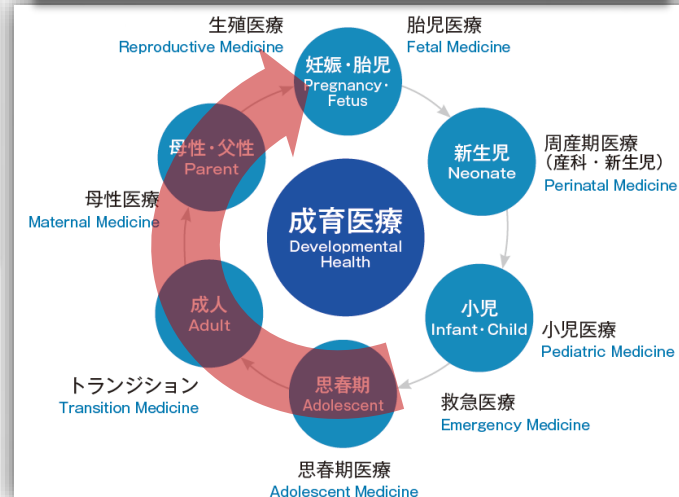 生殖医療
Reproductive Medicine
胎児医療
Fetal Medicine
妊娠・胎児
Pregnancy・
Fetus
母性・父性
Parent
新生児
Neonate
周産期医療
（産科・新生児）
Perinatal Medicine
母性医療
Maternal Medicine
成育医療
Developmental
Health
成人
Adult
小児
Infant・Child
小児医療
Pediatric Medicine
トランジション
Transition Medicine
思春期
Adolescent
救急医療
Emergency Medicine
思春期医療
Adolescent Medicine